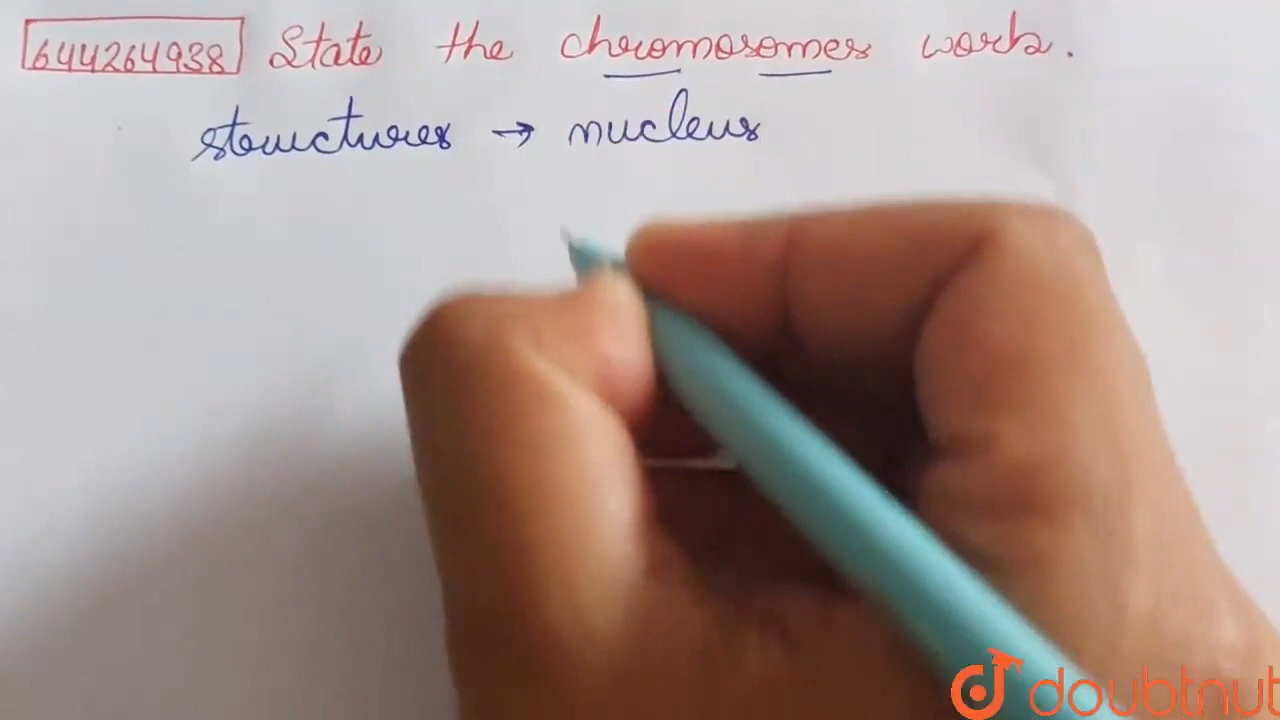 644264938 State the chromosomes work.
structures → nucleus
doubtnut